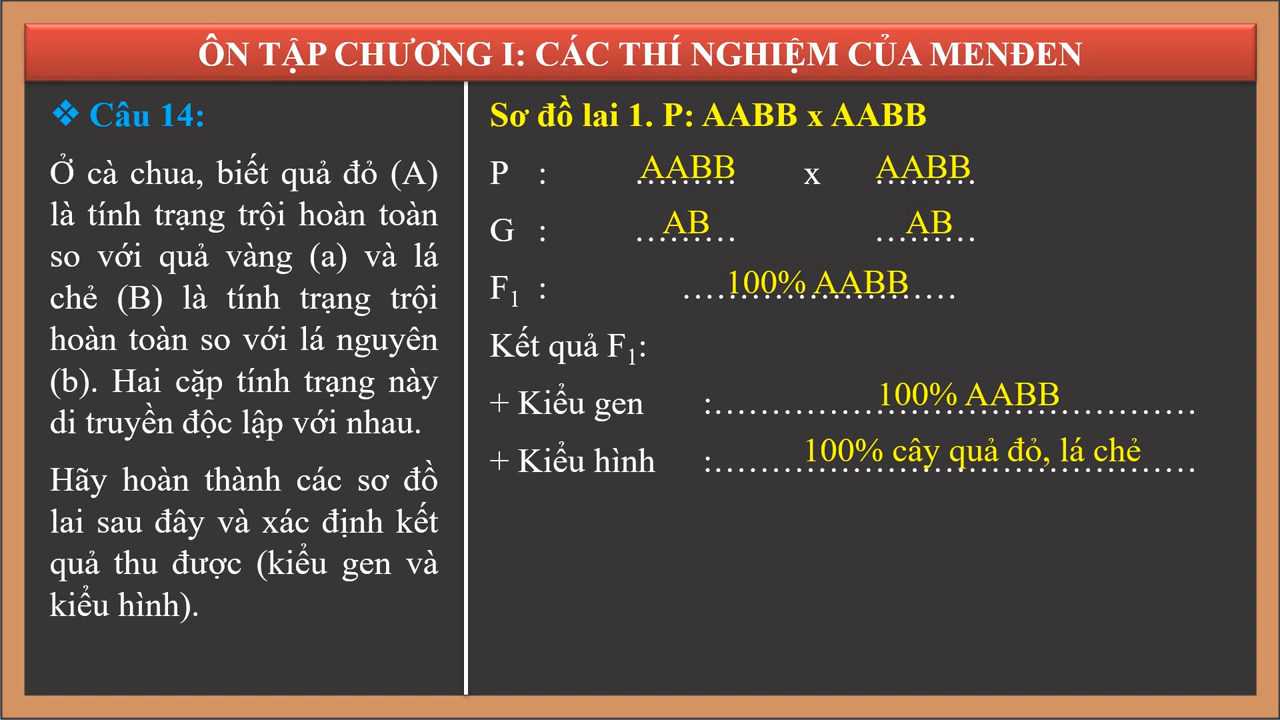 ÔN TẬP CHƯƠNG I: CÁC THÍ NGHIỆM CỦA MENĐEN
❖ Câu 14:
Ở cà chua, biết quả đỏ (A)
là tính trạng trội hoàn toàn
so với quả vàng (a) và lá
chẻ (B) là tính trạng trội
hoàn toàn so với lá nguyên
(b). Hai cặp tính trạng này
di truyền độc lập với nhau.
Hãy hoàn thành các sơ đồ
lai sau đây và xác định kết
quả thu được (kiểu gen và
kiểu hình).
Sơ đồ lai 1. P: AABB x AABB
P : AABB x AABB
G : AB AB
F₁ : 100% AABB
Kết quả F₁:
+ Kiểu gen : 100% AABB
+ Kiểu hình : 100% cây quả đỏ, lá chẻ